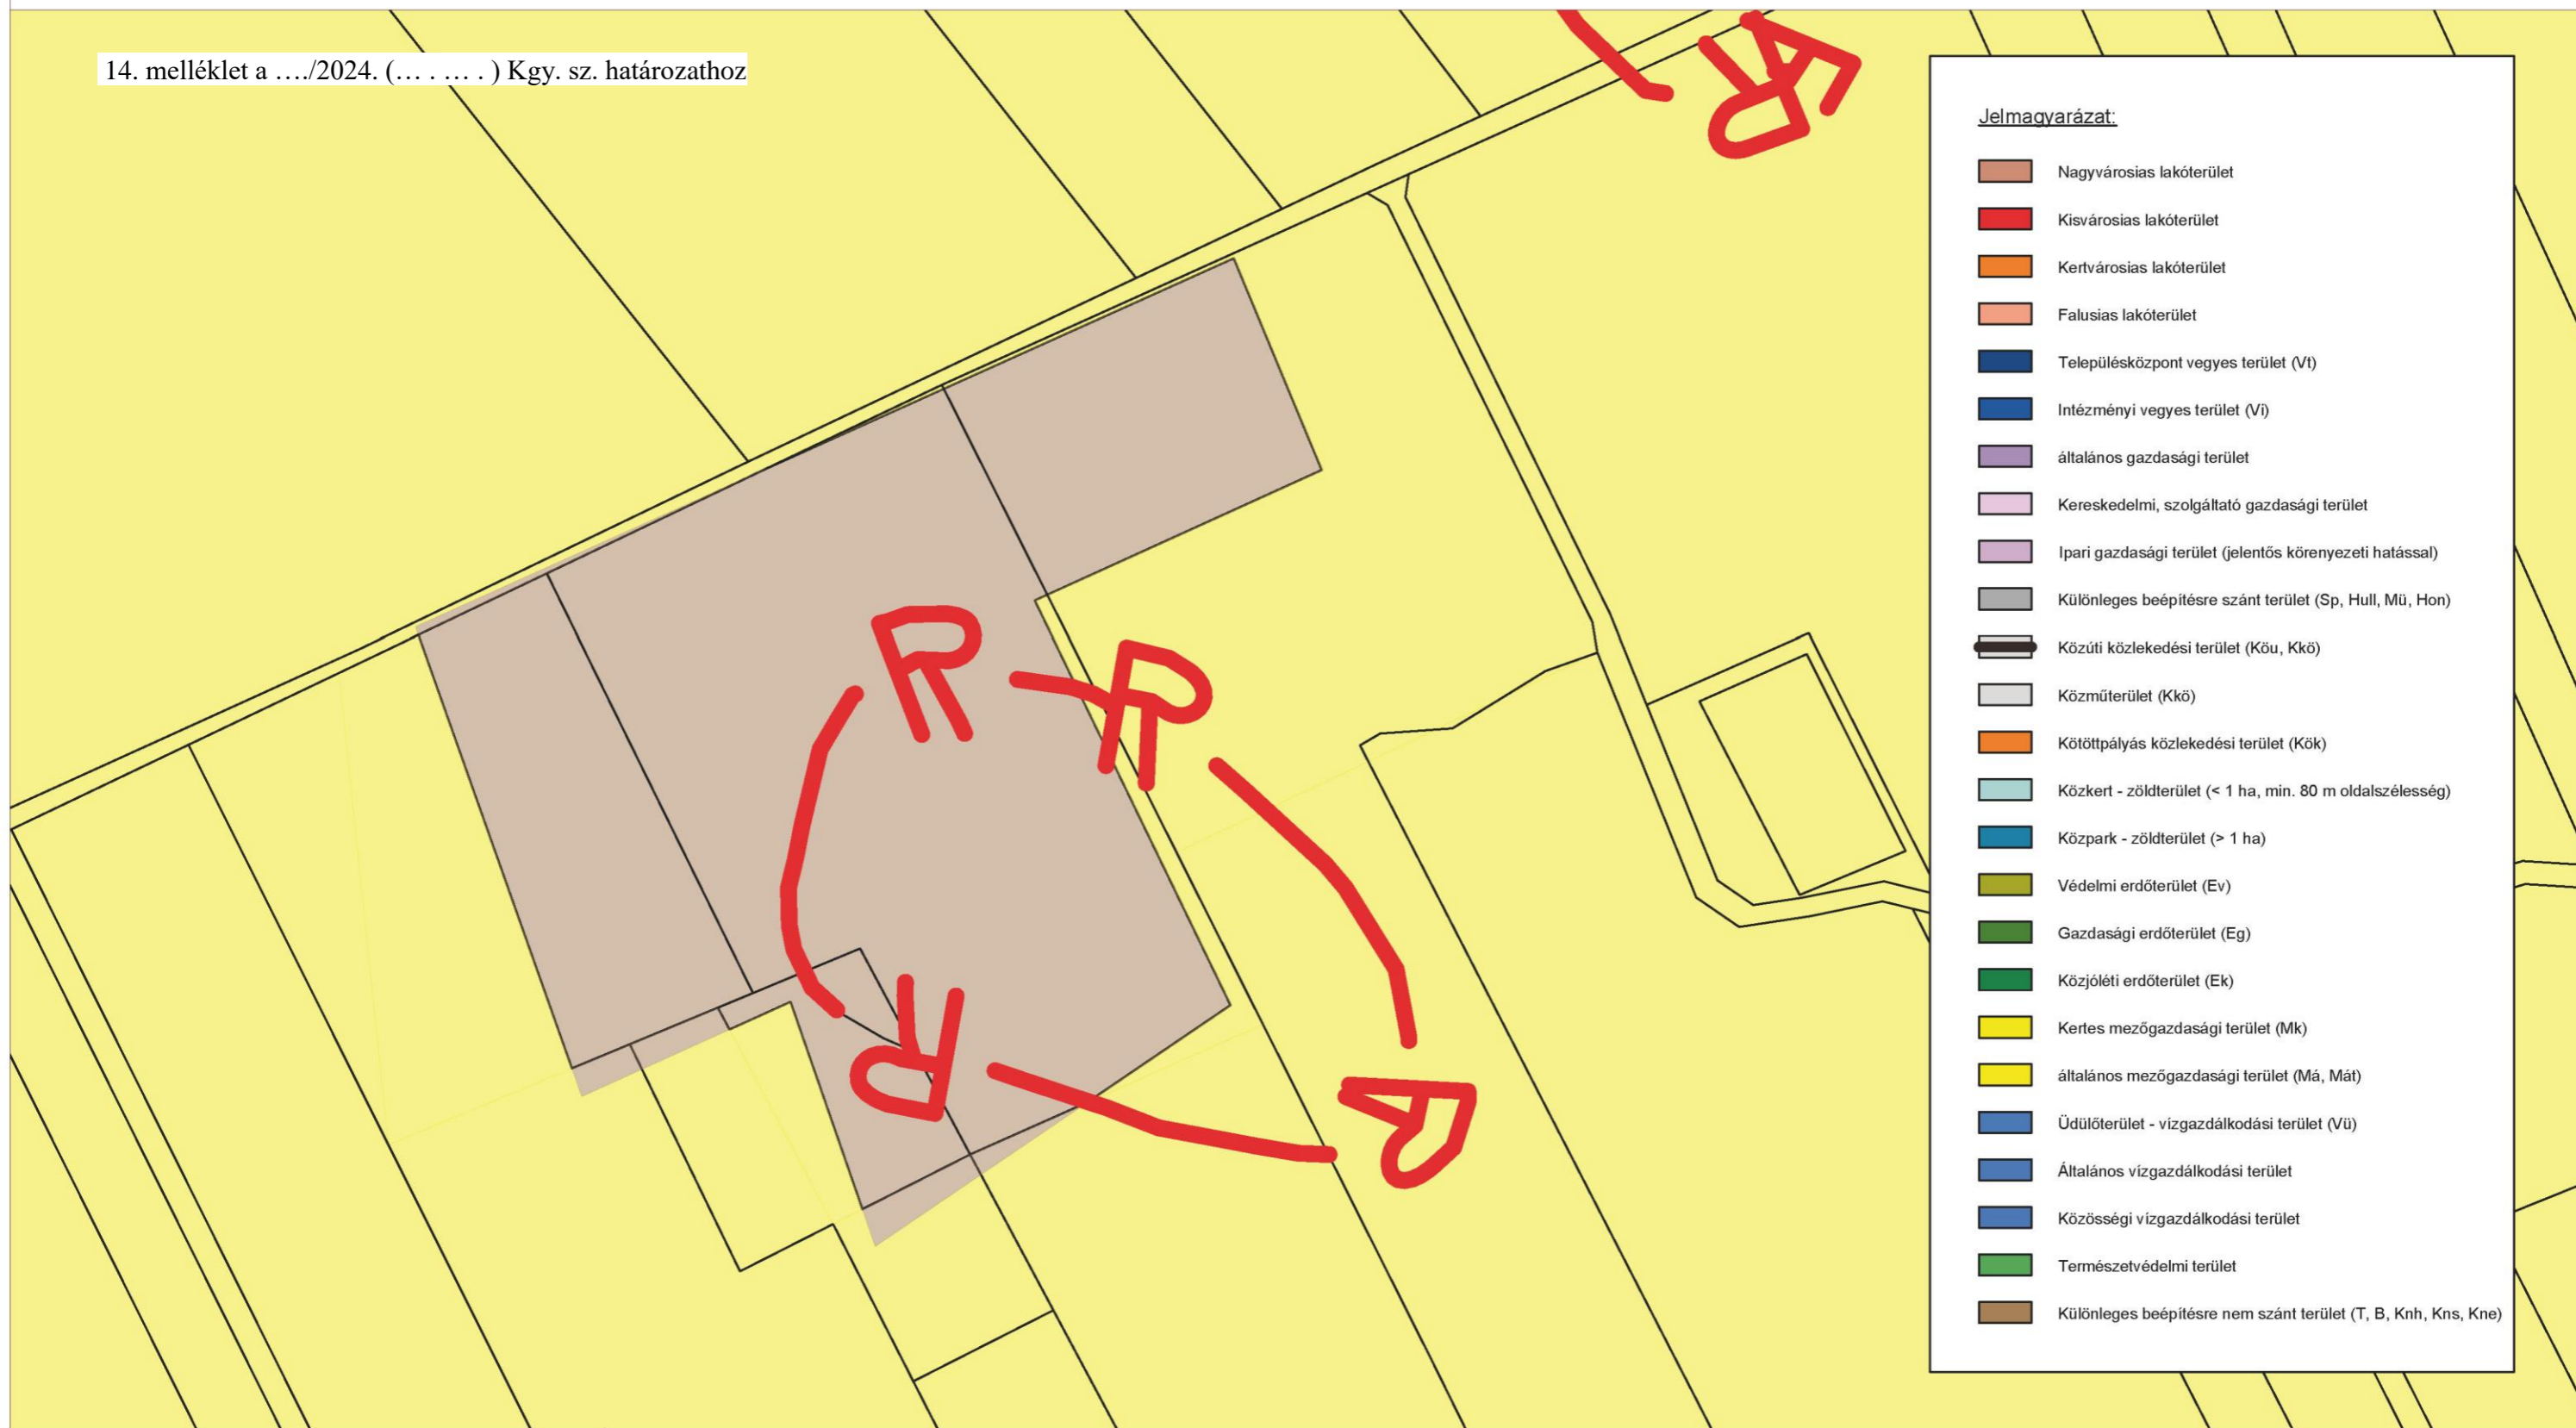 14. melléklet a …./2024. (… . … . ) Kgy. sz. határozathoz
R
R
R
R
R
R
Jelmagyarázat:
Nagyvárosias lakóterület
Kisvárosias lakóterület
Kertvárosias lakóterület
Falusias lakóterület
Településközpont vegyes terület (Vt)
Intézményi vegyes terület (Vi)
általános gazdasági terület
Kereskedelmi, szolgáltató gazdasági terület
Ipari gazdasági terület (jelentős körenyezeti hatással)
Különleges beépítésre szánt terület (Sp, Hull, Mü, Hon)
Közúti közlekedési terület (Köu, Kkö)
Közműterület (Kkö)
Kötöttpályás közlekedési terület (Kök)
Közkert - zöldterület (< 1 ha, min. 80 m oldalszélesség)
Közpark - zöldterület (> 1 ha)
Védelmi erdőterület (Ev)
Gazdasági erdőterület (Eg)
Közjóléti erdőterület (Ek)
Kertes mezőgazdasági terület (Mk)
általános mezőgazdasági terület (Má, Mát)
Üdülőterület - vízgazdálkodási terület (Vü)
Általános vízgazdálkodási terület
Közösségi vízgazdálkodási terület
Természetvédelmi terület
Különleges beépítésre nem szánt terület (T, B, Knh, Kns, Kne)